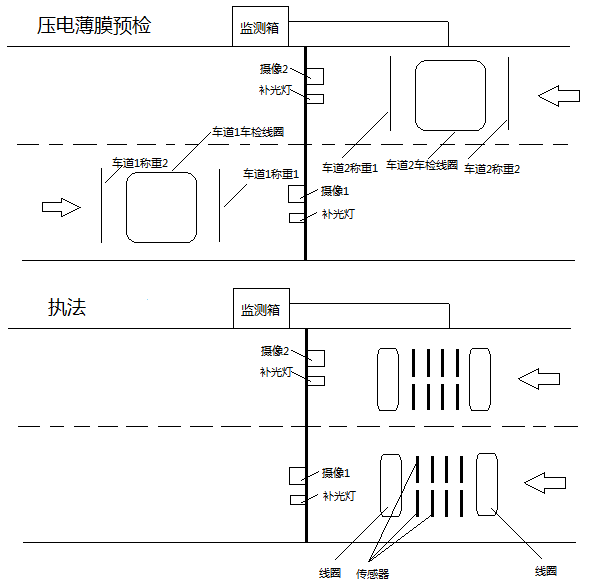 压电薄膜预检
监测箱
摄像2
补光灯
车道1车检线圈
车道1称重2
车道1称重1
车道2称重1
车道2车检线圈
车道2称重2
摄像1
补光灯
执法
监测箱
摄像2
补光灯
摄像1
补光灯
线圈
传感器
线圈